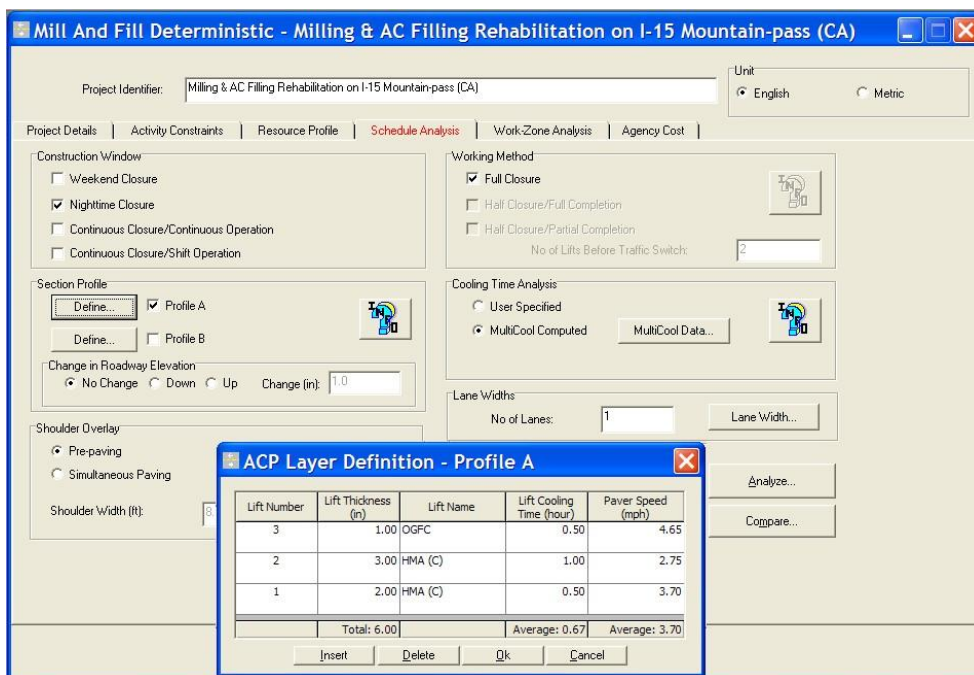 Mill And Fill Deterministic - Milling & AC Filling Rehabilitation on I-15 Mountain-pass (CA)
Project Identifier: Milling & AC Filling Rehabilitation on I-15 Mountain-pass (CA)
Unit
English Metric
Project Details Activity Constraints Resource Profile Schedule Analysis Work-Zone Analysis Agency Cost
Construction Window
Weekend Closure
Nighttime Closure
Continuous Closure/Continuous Operation
Continuous Closure/Shift Operation
Working Method
Full Closure
Half Closure/Full Completion
Half Closure/Partial Completion
No of Lifts Before Traffic Switch: 2
INFO
Section Profile
Define... Profile A
Define... Profile B
INFO
Change in Roadway Elevation
No Change Down Up Change (in): 1.0
Cooling Time Analysis
User Specified
MultiCool Computed MultiCool Data...
INFO
Lane Widths
No of Lanes: 1 Lane Width...
Shoulder Overlay
Pre-paving
Simultaneous Paving
Shoulder Width (ft): 8
Analyze...
Compare...
ACP Layer Definition - Profile A
Lift Number Lift Thickness (in) Lift Name Lift Cooling Time (hour) Paver Speed (mph)
3 1.00 OGFC 0.50 4.65
2 3.00 HMA (C) 1.00 2.75
1 2.00 HMA (C) 0.50 3.70
Total: 6.00 Average: 0.67 Average: 3.70
Insert Delete Ok Cancel